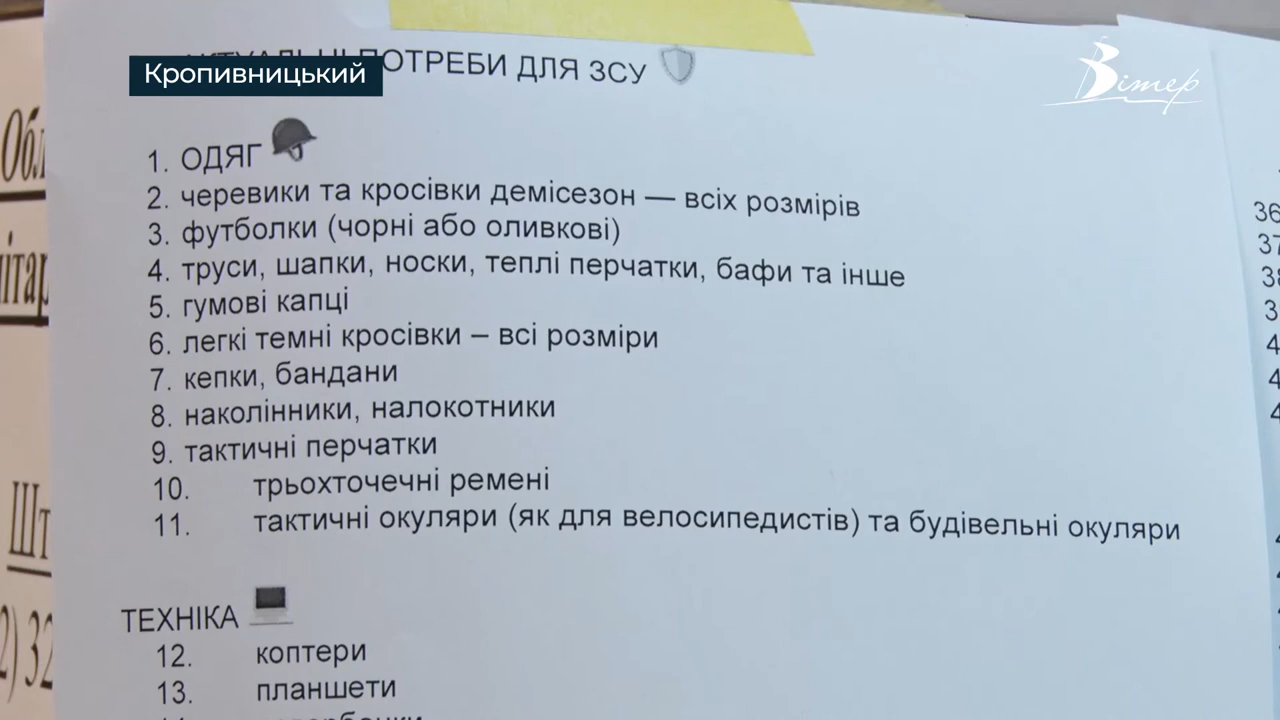 АКТУАЛЬНІ ПОТРЕБИ ДЛЯ ЗСУ
Кропивницький
Вітер
1. ОДЯГ
2. черевики та кросівки демісезон — всіх розмірів
3. футболки (чорні або оливкові)
4. труси, шапки, носки, теплі перчатки, бафи та інше
5. гумові капці
6. легкі темні кросівки – всі розміри
7. кепки, бандани
8. наколінники, налокотники
9. тактичні перчатки
10. трьохточечні ремені
11. тактичні окуляри (як для велосипедистів) та будівельні окуляри
ТЕХНІКА
12. коптери
13. планшети
36
37